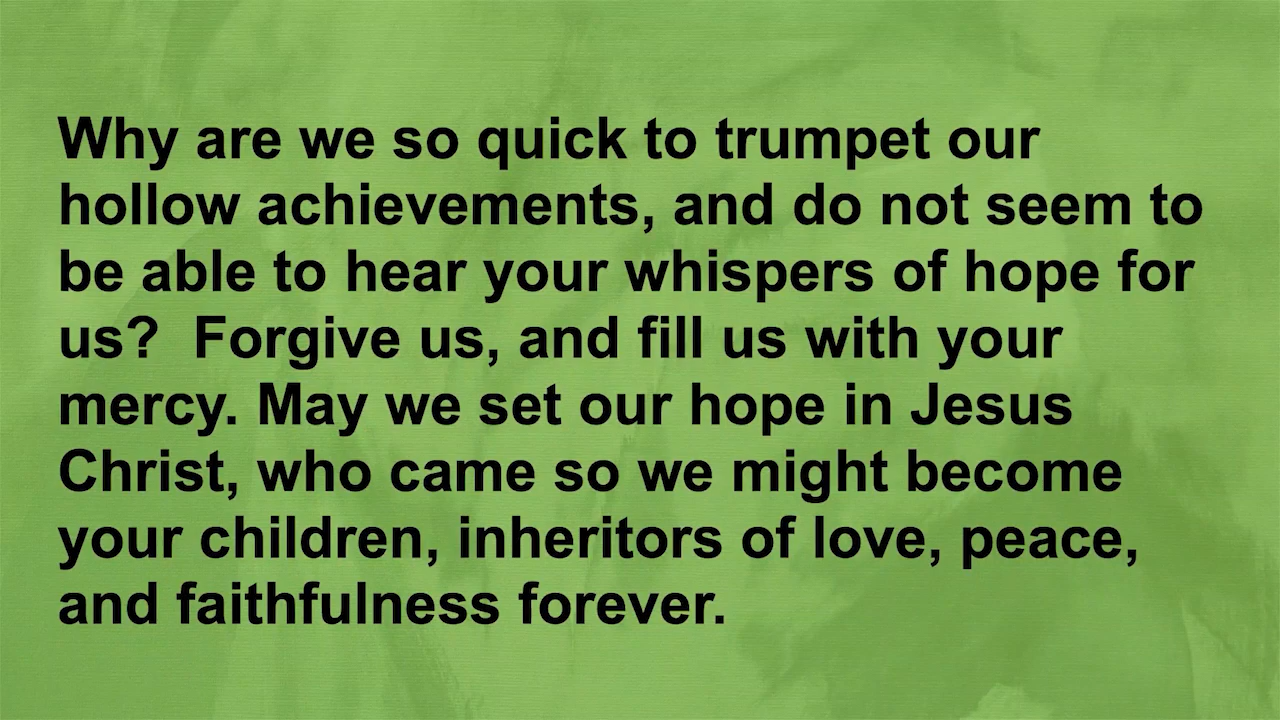 Why are we so quick to trumpet our
hollow achievements, and do not seem to
be able to hear your whispers of hope for
us?  Forgive us, and fill us with your
mercy. May we set our hope in Jesus
Christ, who came so we might become
your children, inheritors of love, peace,
and faithfulness forever.